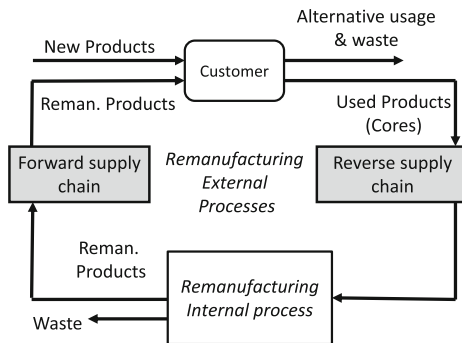 New Products
Alternative usage
& waste
Customer
Reman. Products
Used Products
(Cores)
Forward supply
chain
Remanufacturing
External
Processes
Reverse supply
chain
Reman.
Products
Remanufacturing
Internal process
Waste